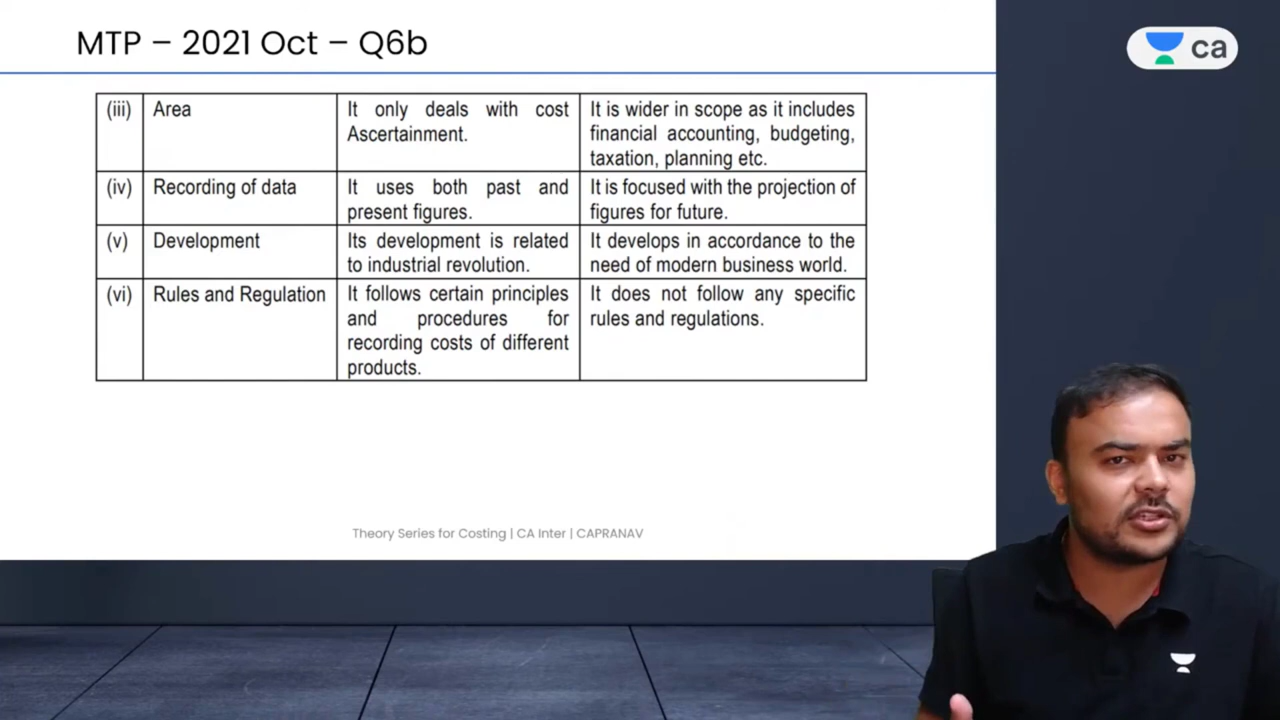 MTP – 2021 Oct – Q6b
ca
(iii) Area It only deals with cost It is wider in scope as it includes
Ascertainment. financial accounting, budgeting,
taxation, planning etc.
(iv) Recording of data It uses both past and It is focused with the projection of
present figures. figures for future.
(v) Development Its development is related It develops in accordance to the
to industrial revolution. need of modern business world.
(vi) Rules and Regulation It follows certain principles It does not follow any specific
and procedures for rules and regulations.
recording costs of different
products.
Theory Series for Costing | CA Inter | CAPRANAV